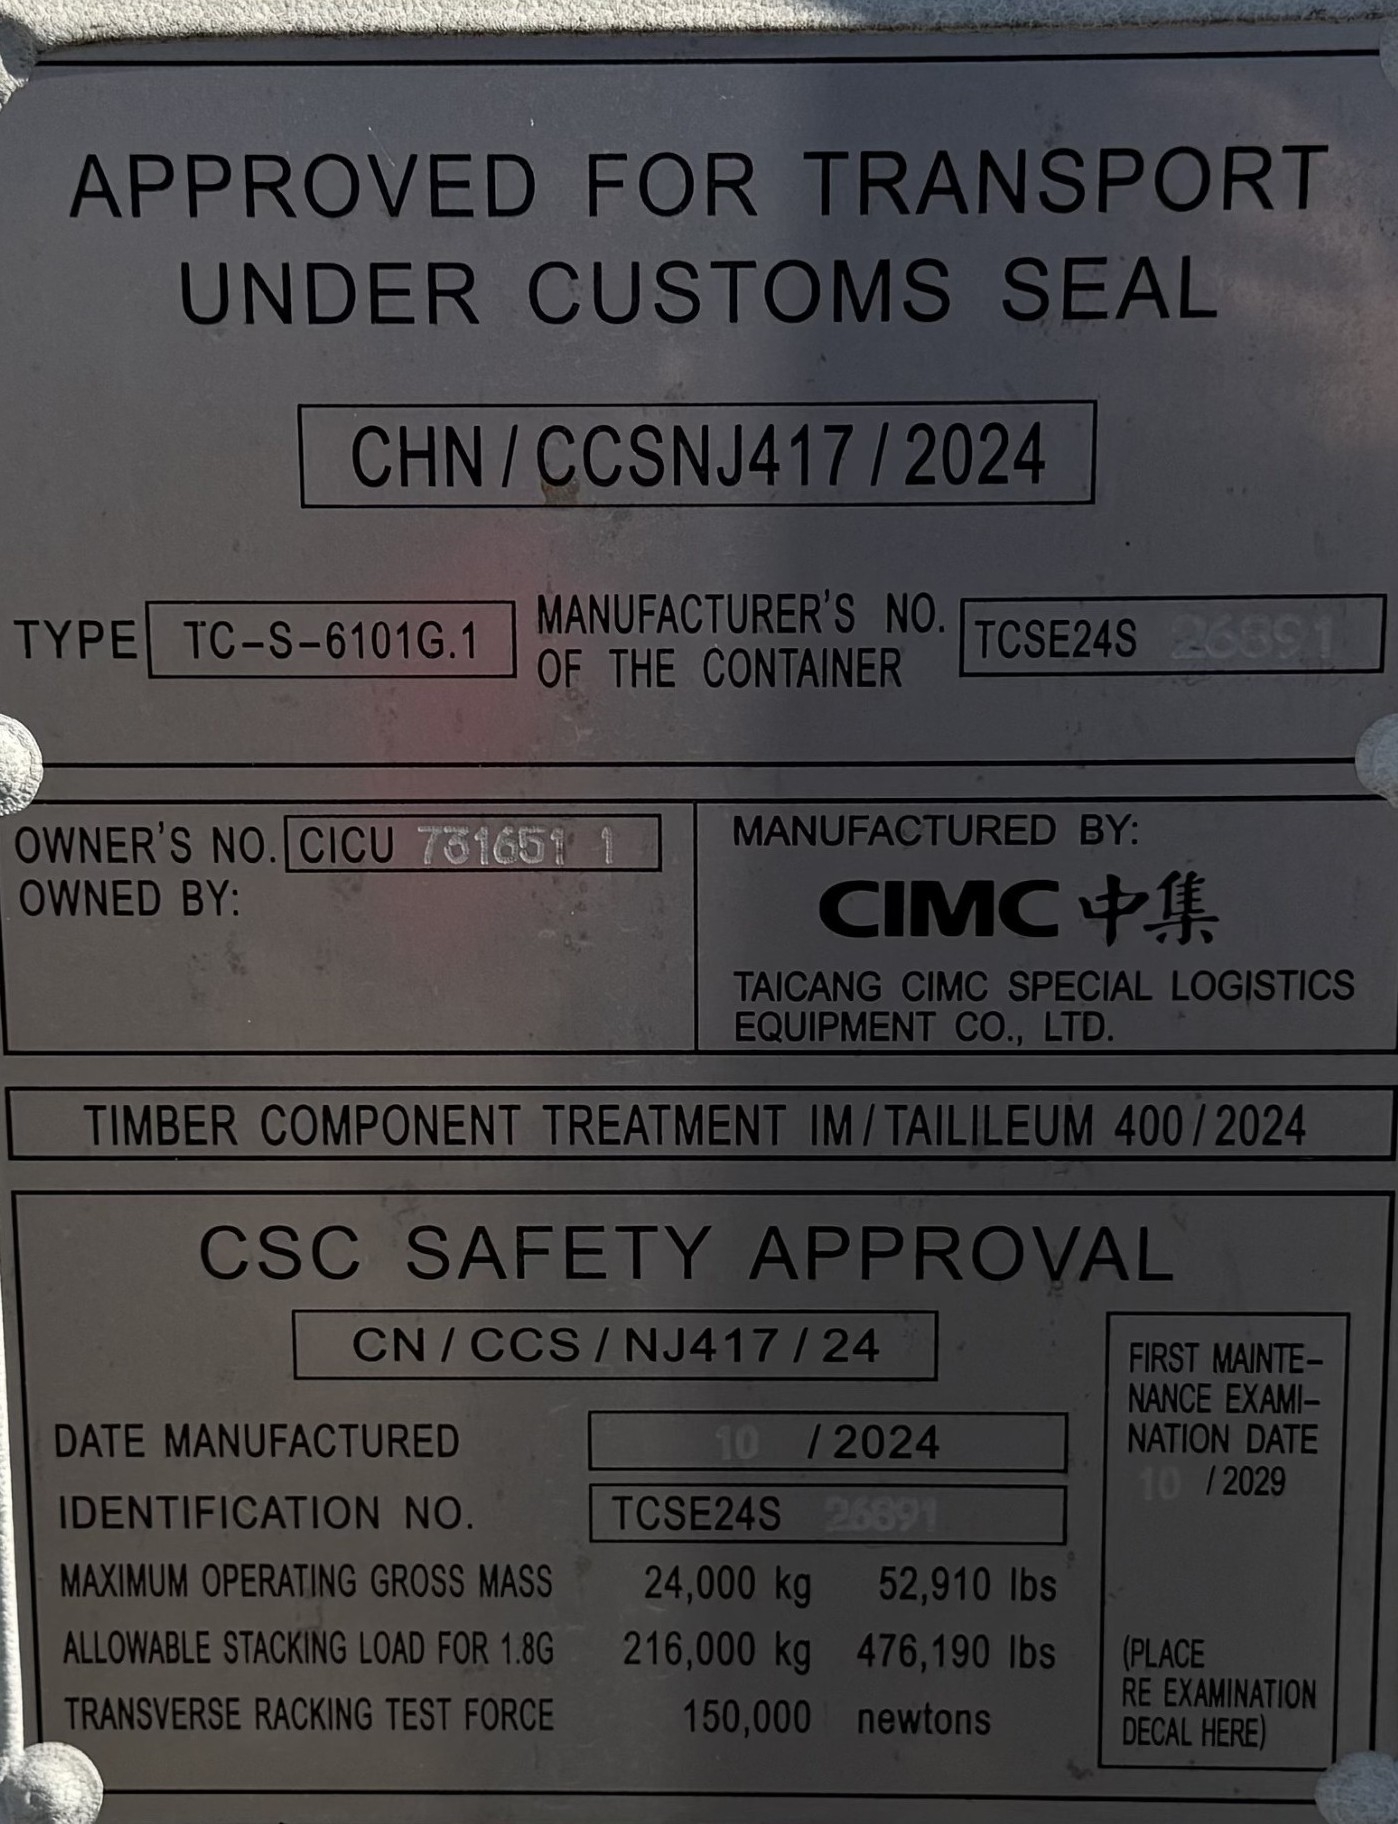 APPROVED FOR TRANSPORT
UNDER CUSTOMS SEAL
CHN / CCSNJ417 / 2024
TYPE TC-S-6101G.1 MANUFACTURER'S NO. OF THE CONTAINER TCSE24S 26891
OWNER'S NO. CICU 731651 1
OWNED BY:
MANUFACTURED BY:
CIMC 中集
TAICANG CIMC SPECIAL LOGISTICS
EQUIPMENT CO., LTD.
TIMBER COMPONENT TREATMENT IM / TAILILEUM 400 / 2024
CSC SAFETY APPROVAL
CN / CCS / NJ417 / 24
DATE MANUFACTURED 10 / 2024
IDENTIFICATION NO. TCSE24S 26891
MAXIMUM OPERATING GROSS MASS 24,000 kg 52,910 lbs
ALLOWABLE STACKING LOAD FOR 1.8G 216,000 kg 476,190 lbs
TRANSVERSE RACKING TEST FORCE 150,000 newtons
FIRST MAINTE-
NANCE EXAMI-
NATION DATE
10 / 2029
(PLACE
RE EXAMINATION
DECAL HERE)